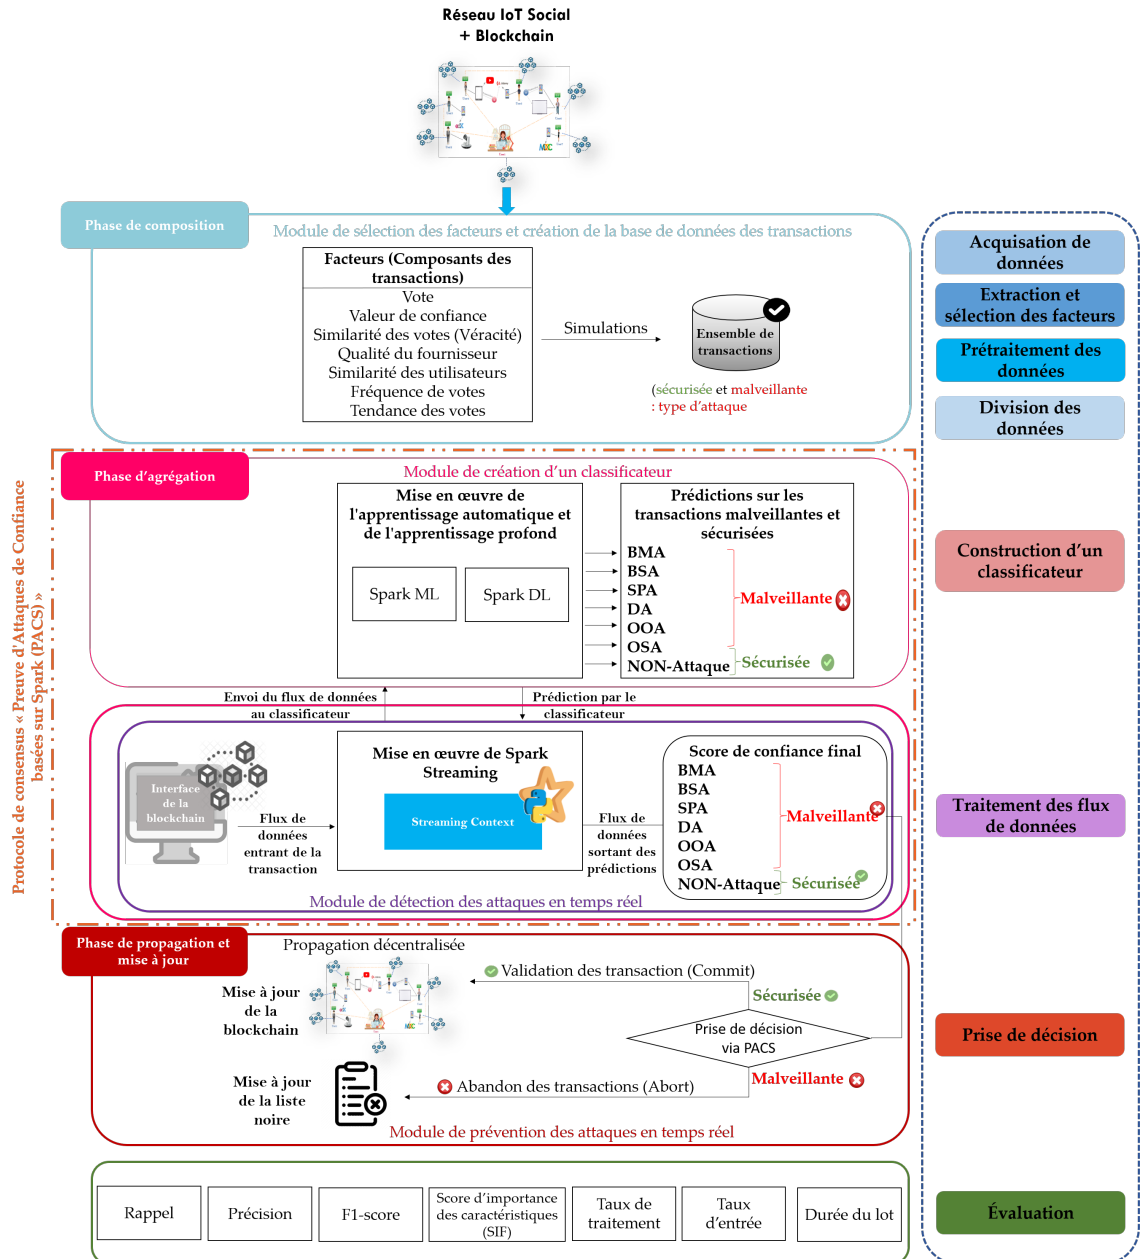 Réseau IoT Social
+ Blockchain
Phase de composition
Module de sélection des facteurs et création de la base de données des transactions
Facteurs (Composants des
transactions)
Vote
Valeur de confiance
Similarité des votes (Véracité)
Qualité du fournisseur
Similarité des utilisateurs
Fréquence de votes
Tendance des votes
Simulations
Ensemble de
transactions
(sécurisée et malveillante
: type d'attaque
Acquisation de
données
Extraction et
sélection des facteurs
Prétraitement des
données
Division des
données
Protocole de consensus « Preuve d'Attaques de Confiance
basées sur Spark (PACS) »
Phase d'agrégation
Module de création d'un classificateur
Mise en œuvre de
l'apprentissage automatique et
de l'apprentissage profond
Spark ML
Spark DL
Prédictions sur les
transactions malveillantes et
sécurisées
BMA
BSA
SPA
DA
OOA
OSA
NON-Attaque
Malveillante
Sécurisée
Construction d'un
classificateur
Envoi du flux de données
au classificateur
Prédiction par le
classificateur
Interface
de la
blockchain
Flux de
données
entrant de la
transaction
Mise en œuvre de Spark
Streaming
Streaming Context
Flux de
données
sortant des
prédictions
Score de confiance final
BMA
BSA
SPA
DA
OOA
OSA
NON-Attaque
Malveillante
Sécurisée
Module de détection des attaques en temps réel
Traitement des flux
de données
Phase de propagation et
mise à jour
Propagation décentralisée
Mise à jour
de la
blockchain
Validation des transaction (Commit)
Sécurisée
Prise de décision
via PACS
Malveillante
Abandon des transactions (Abort)
Mise à jour
de la liste
noire
Module de prévention des attaques en temps réel
Prise de décision
Rappel
Précision
F1-score
Score d'importance
des caractéristiques
(SIF)
Taux de
traitement
Taux
d'entrée
Durée du lot
Évaluation